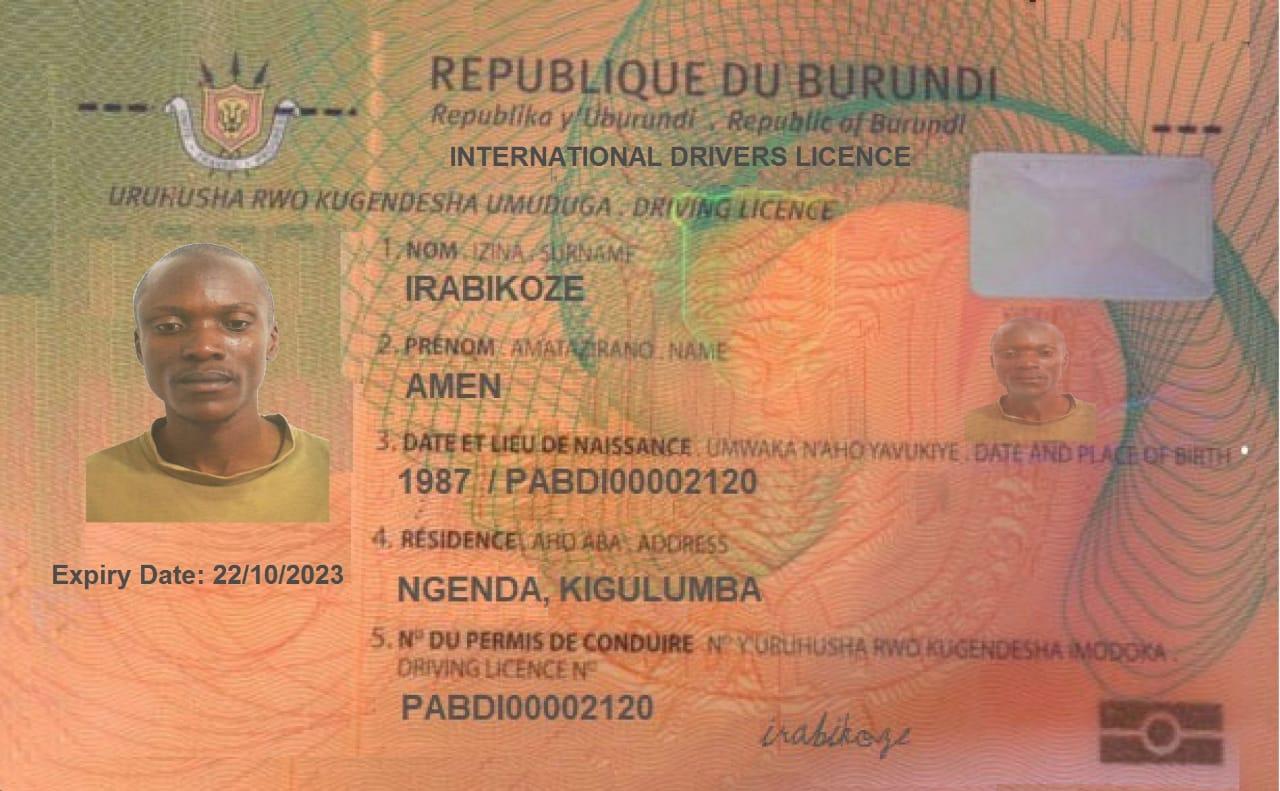 REPUBLIQUE DU BURUNDI
Republika y'Uburundi . Republic of Burundi
INTERNATIONAL DRIVERS LICENCE
URUHUSHA RWO KUGENDESHA UMUDUGA . DRIVING LICENCE
1. NOM . IZINA . SURNAME
IRABIKOZE
2. PRÉNOM . AMATAZIRANO . NAME
AMEN
3. DATE ET LIEU DE NAISSANCE . UMWAKA N'AHO YAVUKIYE . DATE AND PLACE OF BIRTH
1987 / PABDI00002120
4. RÉSIDENCE . AHO ABA . ADDRESS
Expiry Date: 22/10/2023
NGENDA, KIGULUMBA
5. Nº DU PERMIS DE CONDUIRE Nº Y'URUHUSHA RWO KUGENDESHA IMODOKA .
DRIVING LICENCE Nº
PABDI00002120
irabikoze